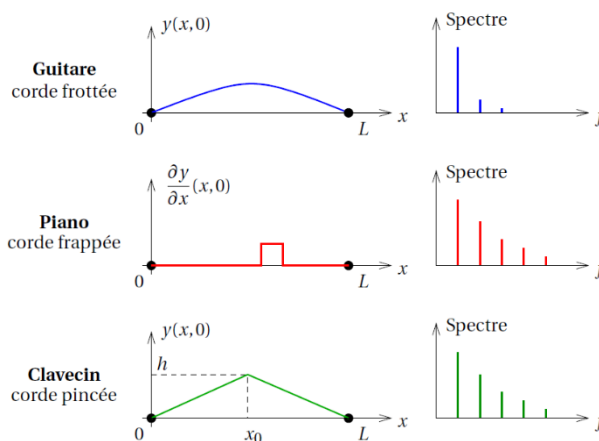 y(x,0)
Spectre
Guitare
corde frottée
0
L
x
f
∂y/∂x (x,0)
Spectre
Piano
corde frappée
0
L
x
f
y(x,0)
Spectre
h
Clavecin
corde pincée
0
x₀
L
x
f